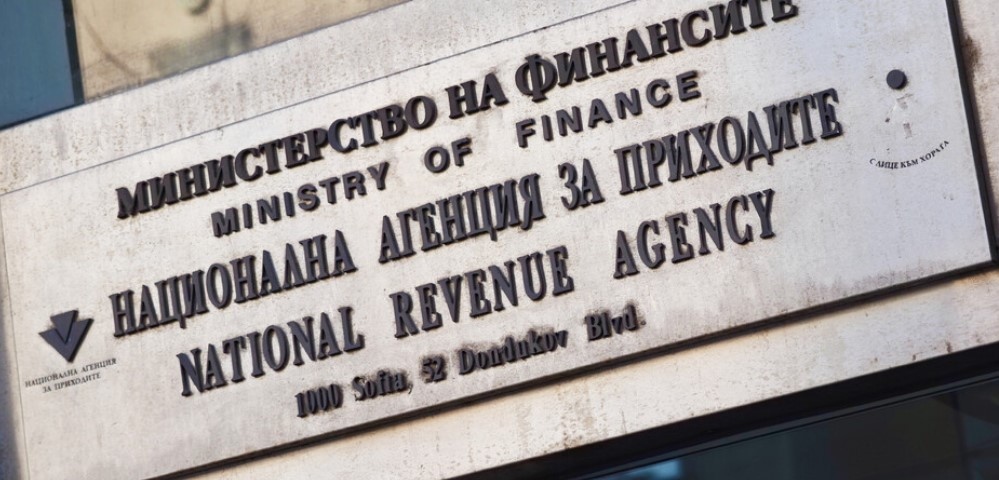 МИНИСТЕРСТВО НА ФИНАНСИТЕ
MINISTRY OF FINANCE
НАЦИОНАЛНА АГЕНЦИЯ ЗА ПРИХОДИТЕ
NATIONAL REVENUE AGENCY
1000 Sofia, 52 Dondukov Blvd.
НАЦИОНАЛНА АГЕНЦИЯ
ЗА ПРИХОДИТЕ
С ЛИЦЕ КЪМ ХОРАТА